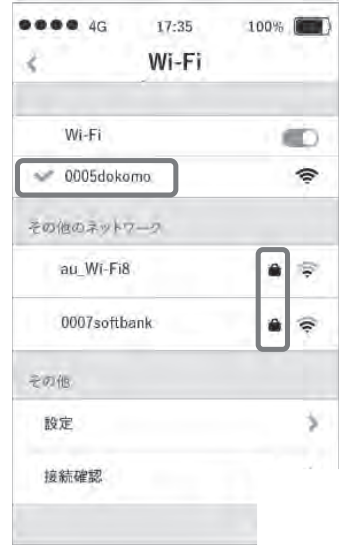 4G 17:35 100%
Wi-Fi
Wi-Fi
0005dokomo
その他のネットワーク
au_Wi-Fi8
0007softbank
その他
設定
接続確認